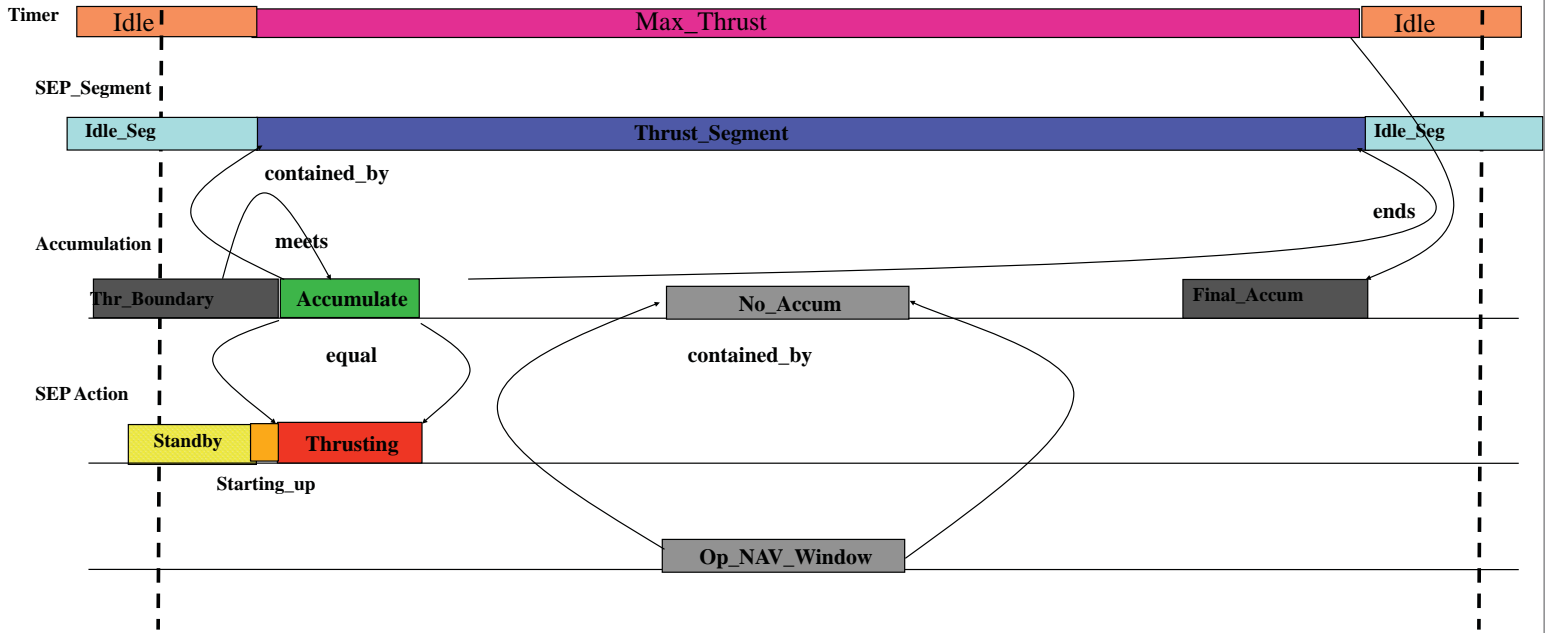 Timer
Idle
Max_Thrust
Idle
SEP_Segment
Idle_Seg
Thrust_Segment
Idle_Seg
contained_by
ends
Accumulation
meets
Thr_Boundary
Accumulate
No_Accum
Final_Accum
equal
contained_by
SEP Action
Standby
Thrusting
Starting_up
Op_NAV_Window